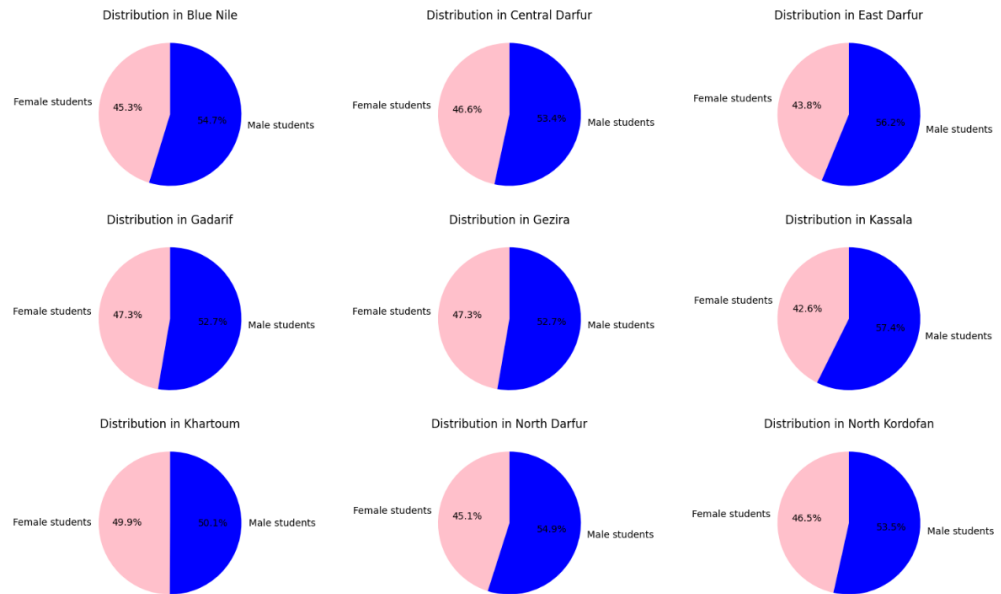 Distribution in Blue Nile
Female students
45.3%
54.7%
Male students
Distribution in Central Darfur
Female students
46.6%
53.4%
Male students
Distribution in East Darfur
Female students
43.8%
56.2%
Male students
Distribution in Gadarif
Female students
47.3%
52.7%
Male students
Distribution in Gezira
Female students
47.3%
52.7%
Male students
Distribution in Kassala
Female students
42.6%
57.4%
Male students
Distribution in Khartoum
Female students
49.9%
50.1%
Male students
Distribution in North Darfur
Female students
45.1%
54.9%
Male students
Distribution in North Kordofan
Female students
46.5%
53.5%
Male students